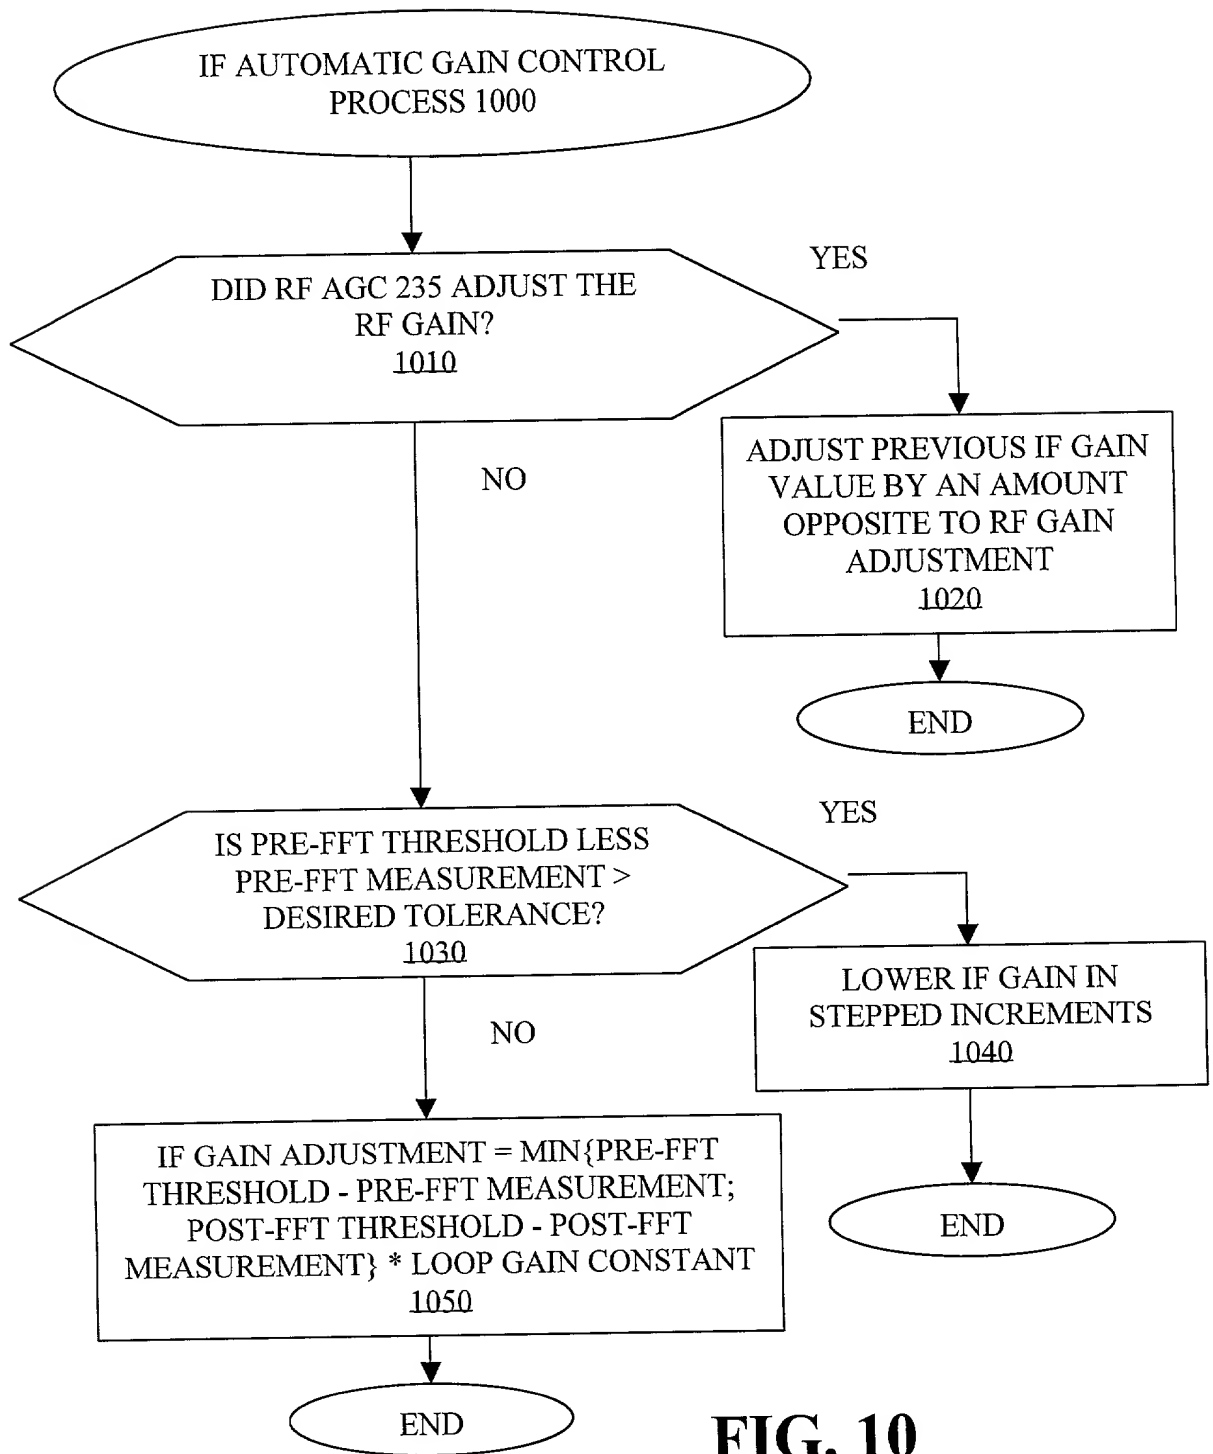 IF AUTOMATIC GAIN CONTROL
PROCESS 1000
DID RF AGC 235 ADJUST THE
RF GAIN?
1010
YES
NO
ADJUST PREVIOUS IF GAIN
VALUE BY AN AMOUNT
OPPOSITE TO RF GAIN
ADJUSTMENT
1020
END
IS PRE-FFT THRESHOLD LESS
PRE-FFT MEASUREMENT >
DESIRED TOLERANCE?
1030
YES
NO
LOWER IF GAIN IN
STEPPED INCREMENTS
1040
END
IF GAIN ADJUSTMENT = MIN{PRE-FFT
THRESHOLD - PRE-FFT MEASUREMENT;
POST-FFT THRESHOLD - POST-FFT
MEASUREMENT} * LOOP GAIN CONSTANT
1050
END
FIG. 10